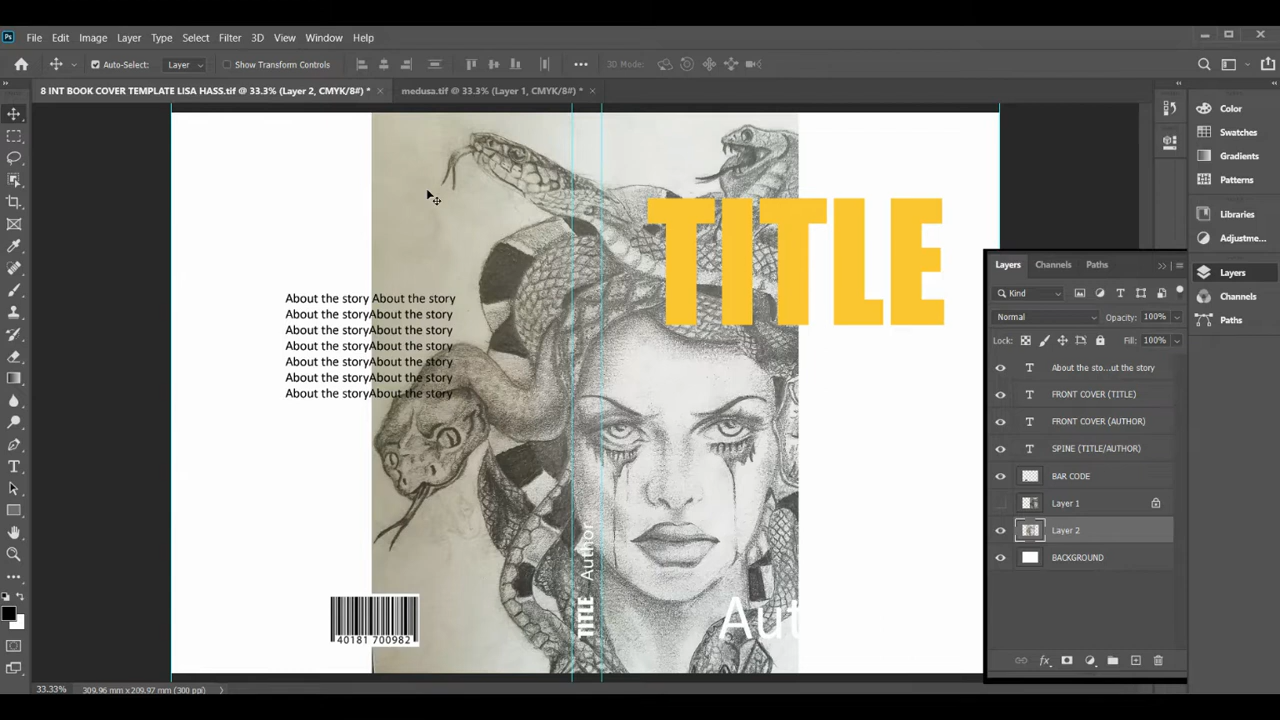 File Edit Image Layer Type Select Filter 3D View Window Help
Auto-Select: Layer Show Transform Controls 3D Mode:
8 INT BOOK COVER TEMPLATE LISA HASS.tif @ 33.3% (Layer 2, CMYK/8#) * medusa.tif @ 33.3% (Layer 1, CMYK/8#) *
TITLE
About the story About the story
About the storyAbout the story
About the storyAbout the story
About the storyAbout the story
About the storyAbout the story
About the storyAbout the story
About the storyAbout the story
40181 700982
TITLE Author
Aut
Color
Swatches
Gradients
Patterns
Libraries
Adjustme...
Layers
Channels
Paths
Layers Channels Paths
Kind
Normal Opacity: 100%
Lock: Fill: 100%
About the sto...ut the story
FRONT COVER (TITLE)
FRONT COVER (AUTHOR)
SPINE (TITLE/AUTHOR)
BAR CODE
Layer 1
Layer 2
BACKGROUND
33.33% 309.96 mm x 209.97 mm (300 ppi)